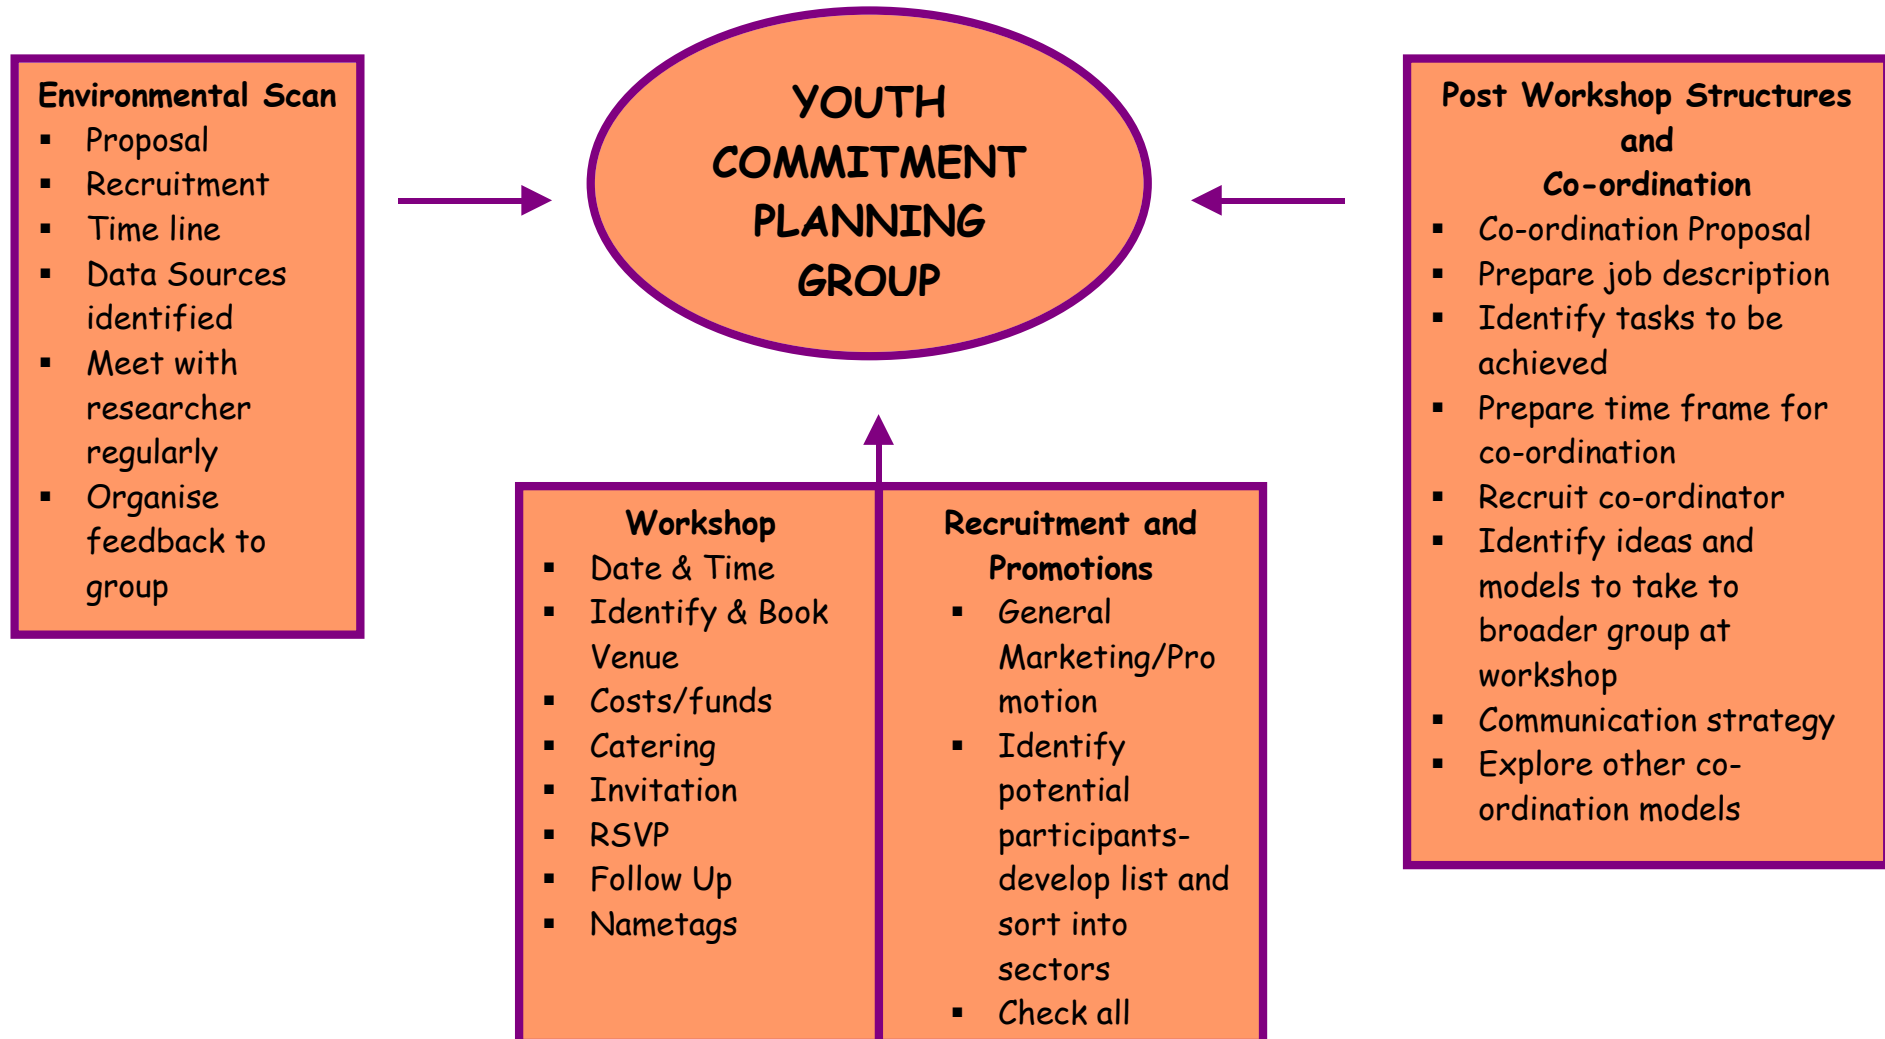 YOUTH
COMMITMENT
PLANNING
GROUP
Environmental Scan
▪ Proposal
▪ Recruitment
▪ Time line
▪ Data Sources
identified
▪ Meet with
researcher
regularly
▪ Organise
feedback to
group
Workshop
▪ Date & Time
▪ Identify & Book
Venue
▪ Costs/funds
▪ Catering
▪ Invitation
▪ RSVP
▪ Follow Up
▪ Nametags
Recruitment and
Promotions
▪ General
Marketing/Pro
motion
▪ Identify
potential
participants-
develop list and
sort into
sectors
▪ Check all
Post Workshop Structures
and
Co-ordination
▪ Co-ordination Proposal
▪ Prepare job description
▪ Identify tasks to be
achieved
▪ Prepare time frame for
co-ordination
▪ Recruit co-ordinator
▪ Identify ideas and
models to take to
broader group at
workshop
▪ Communication strategy
▪ Explore other co-
ordination models